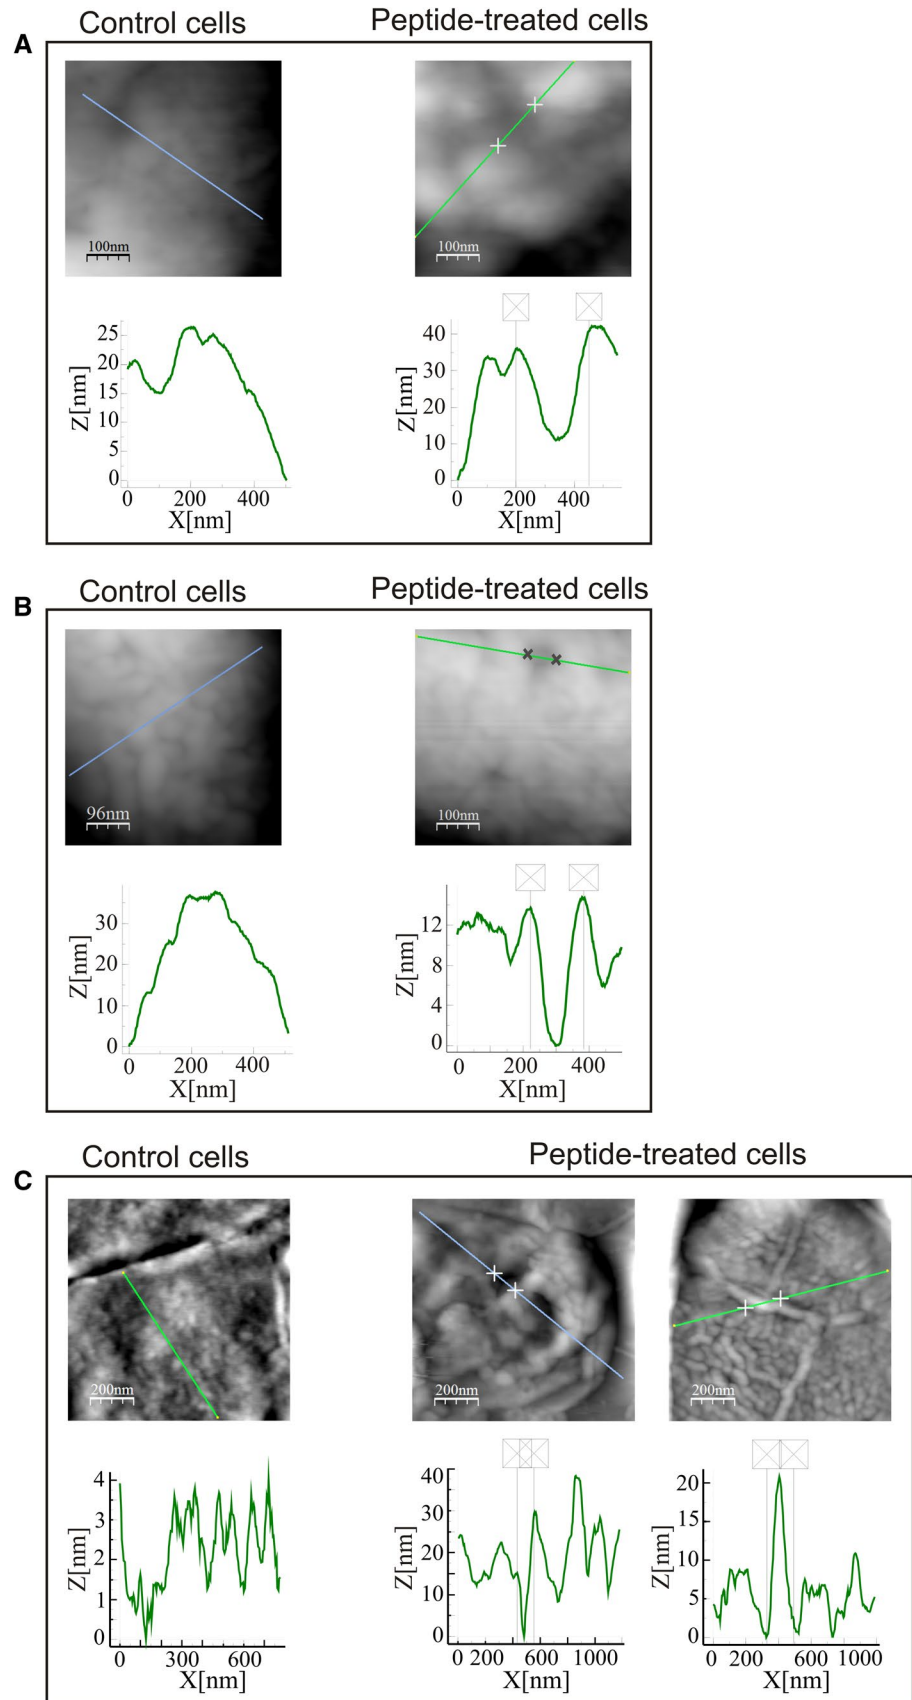 Control cells
Peptide-treated cells
A
100nm
100nm
25
20
15
10
5
0
Z[nm]
0 200 400
X[nm]
40
30
20
10
0
Z[nm]
0 200 400
X[nm]
Control cells
Peptide-treated cells
B
96nm
100nm
30
20
10
0
Z[nm]
0 200 400
X[nm]
12
8
4
0
Z[nm]
0 200 400
X[nm]
Control cells
Peptide-treated cells
C
200nm
200nm
200nm
4
3
2
1
0
Z[nm]
0 300 600
X[nm]
40
30
20
10
0
Z[nm]
0 200 600 1000
X[nm]
20
15
10
5
0
Z[nm]
0 200 600 1000
X[nm]